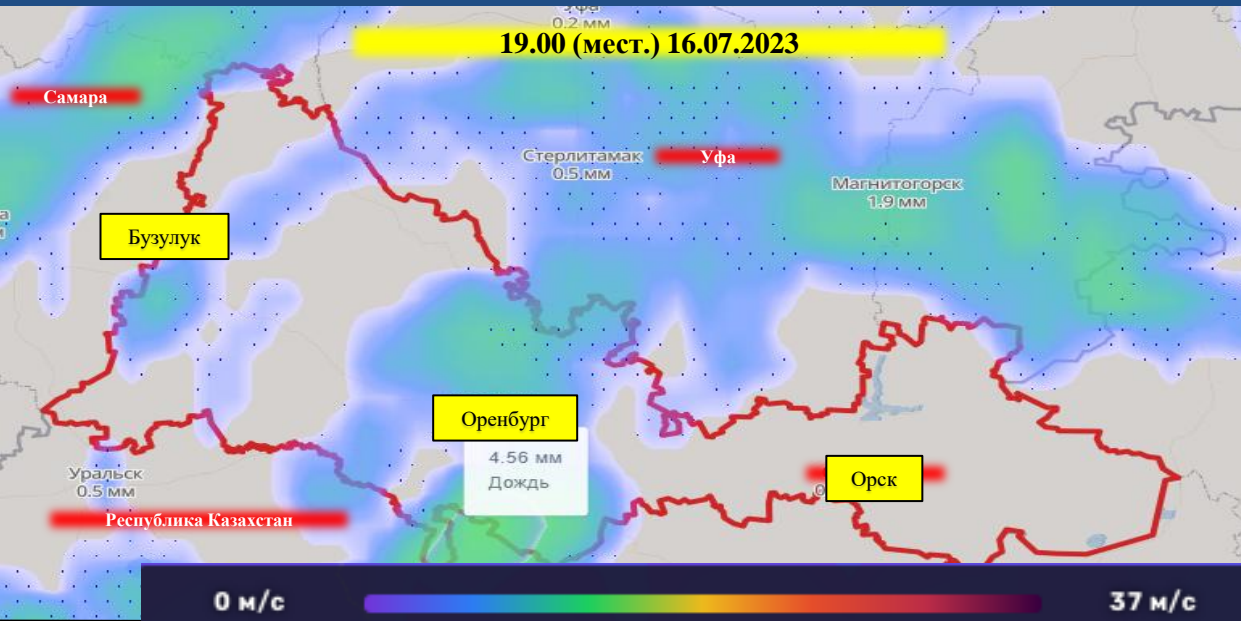 Уфа
0.2 мм
19.00 (мест.) 16.07.2023
Самара
Стерлитамак
0.5 мм
Уфа
Магнитогорск
1.9 мм
Бузулук
Оренбург
4.56 мм
Дождь
Орск
Уральск
0.5 мм
Республика Казахстан
0 м/с
37 м/с